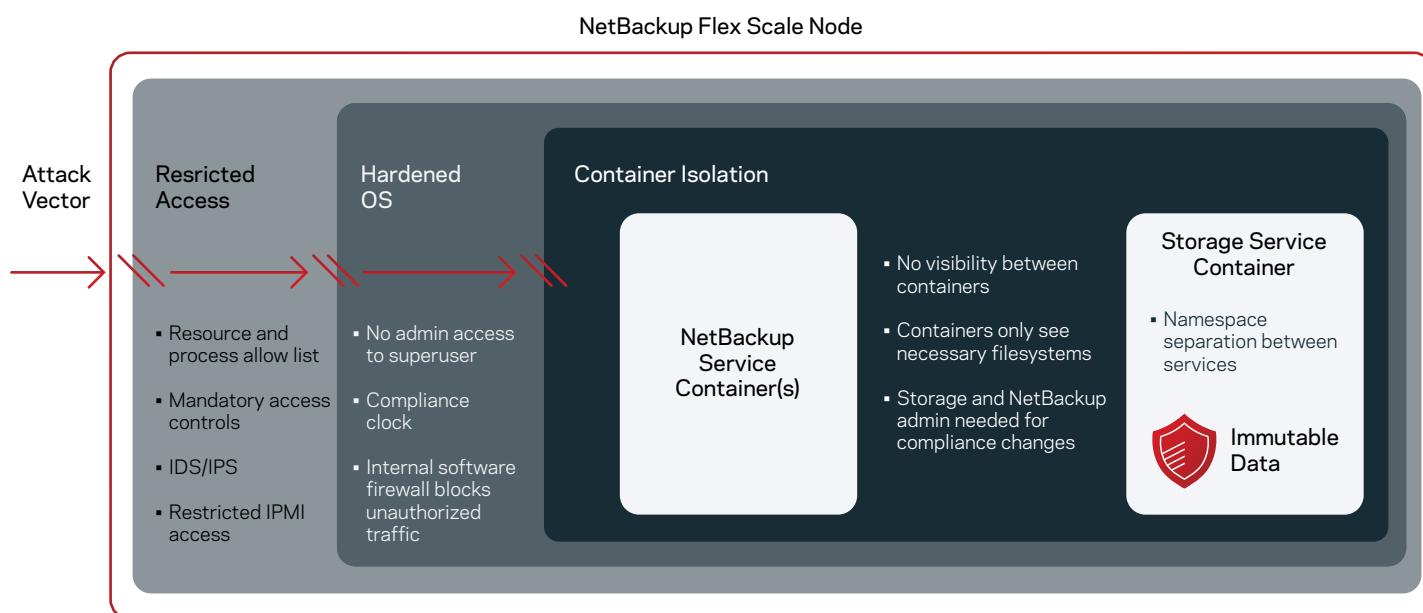 NetBackup Flex Scale Node
Attack
Vector
Resricted
Access
▪ Resource and
process allow list
▪ Mandatory access
controls
▪ IDS/IPS
▪ Restricted IPMI
access
Hardened
OS
▪ No admin access
to superuser
▪ Compliance
clock
▪ Internal software
firewall blocks
unauthorized
traffic
Container Isolation
NetBackup
Service
Container(s)
▪ No visibility between
containers
▪ Containers only see
necessary filesystems
▪ Storage and NetBackup
admin needed for
compliance changes
Storage Service
Container
▪ Namespace
separation between
services
Immutable
Data